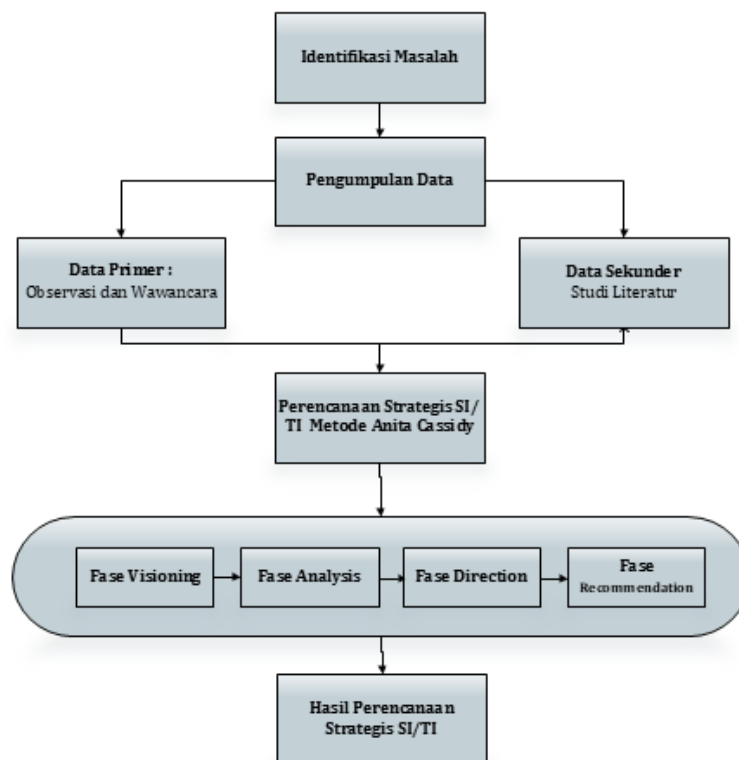 Identifikasi Masalah
Pengumpulan Data
Data Primer :
Observasi dan Wawancara
Data Sekunder
Studi Literatur
Perencanaan Strategis SI/
TI Metode Anita Cassidy
Fase Visioning
Fase Analysis
Fase Direction
Fase
Recommendation
Hasil Perencanaan
Strategis SI/TI